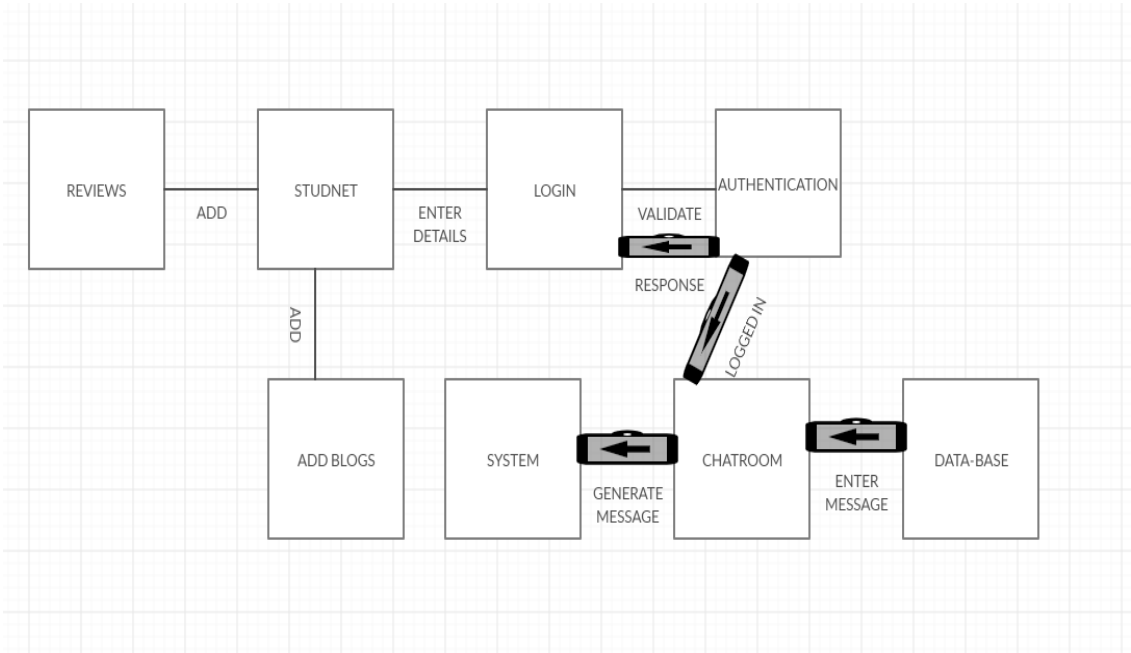 REVIEWS
ADD
STUDNET
ENTER
DETAILS
LOGIN
VALIDATE
RESPONSE
AUTHENTICATION
ADD
LOGGED IN
ADD BLOGS
SYSTEM
GENERATE
MESSAGE
CHATROOM
ENTER
MESSAGE
DATA-BASE